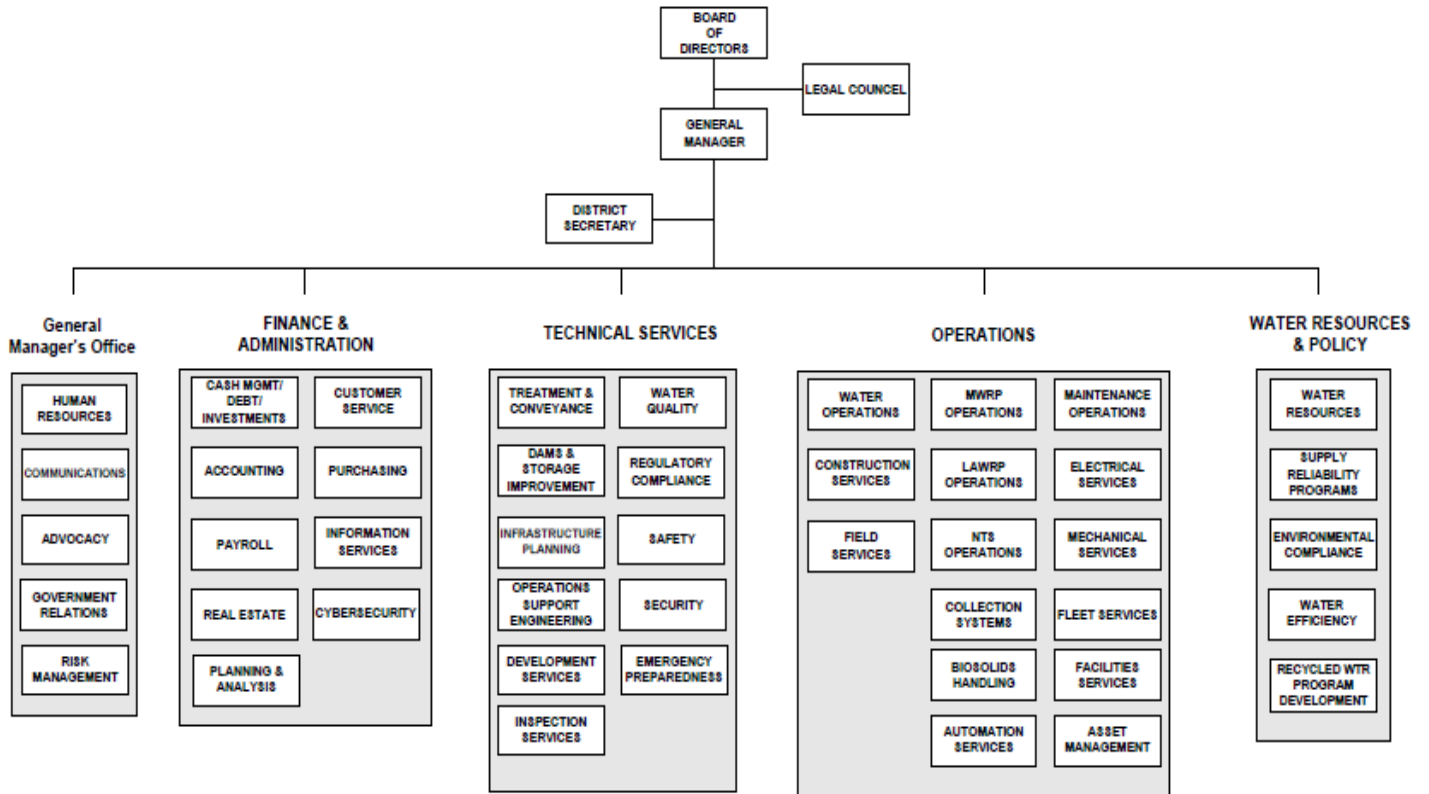 BOARD
OF
DIRECTORS
LEGAL COUNCEL
GENERAL
MANAGER
DISTRICT
SECRETARY
General
Manager's Office
HUMAN
RESOURCES
COMMUNICATIONS
ADVOCACY
GOVERNMENT
RELATIONS
RISK
MANAGEMENT
FINANCE &
ADMINISTRATION
CASH MGMT/
DEBT/
INVESTMENTS
CUSTOMER
SERVICE
ACCOUNTING
PURCHASING
PAYROLL
INFORMATION
SERVICES
REAL ESTATE
CYBERSECURITY
PLANNING &
ANALYSIS
TECHNICAL SERVICES
TREATMENT &
CONVEYANCE
WATER
QUALITY
DAMS &
STORAGE
IMPROVEMENT
REGULATORY
COMPLIANCE
INFRASTRUCTURE
PLANNING
SAFETY
OPERATIONS
SUPPORT
ENGINEERING
SECURITY
DEVELOPMENT
SERVICES
EMERGENCY
PREPAREDNESS
INSPECTION
SERVICES
OPERATIONS
WATER
OPERATIONS
MWRP
OPERATIONS
MAINTENANCE
OPERATIONS
CONSTRUCTION
SERVICES
LAWRP
OPERATIONS
ELECTRICAL
SERVICES
FIELD
SERVICES
NTS
OPERATIONS
MECHANICAL
SERVICES
COLLECTION
SYSTEMS
FLEET SERVICES
BIOSOLIDS
HANDLING
FACILITIES
SERVICES
AUTOMATION
SERVICES
ASSET
MANAGEMENT
WATER RESOURCES
& POLICY
WATER
RESOURCES
SUPPLY
RELIABILITY
PROGRAMS
ENVIRONMENTAL
COMPLIANCE
WATER
EFFICIENCY
RECYCLED WTR
PROGRAM
DEVELOPMENT